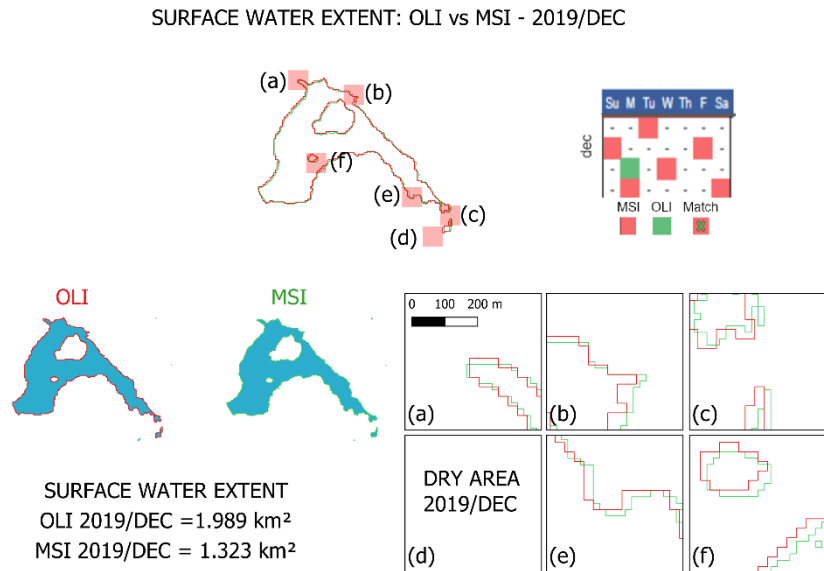 SURFACE WATER EXTENT: OLI vs MSI - 2019/DEC
(a)
(b)
(f)
(e)
(c)
(d)
Su M Tu W Th F Sa
dec
MSI OLI Match
OLI
MSI
0 100 200 m
(a)
(b)
(c)
DRY AREA
2019/DEC
(d)
(e)
(f)
SURFACE WATER EXTENT
OLI 2019/DEC =1.989 km²
MSI 2019/DEC = 1.323 km²